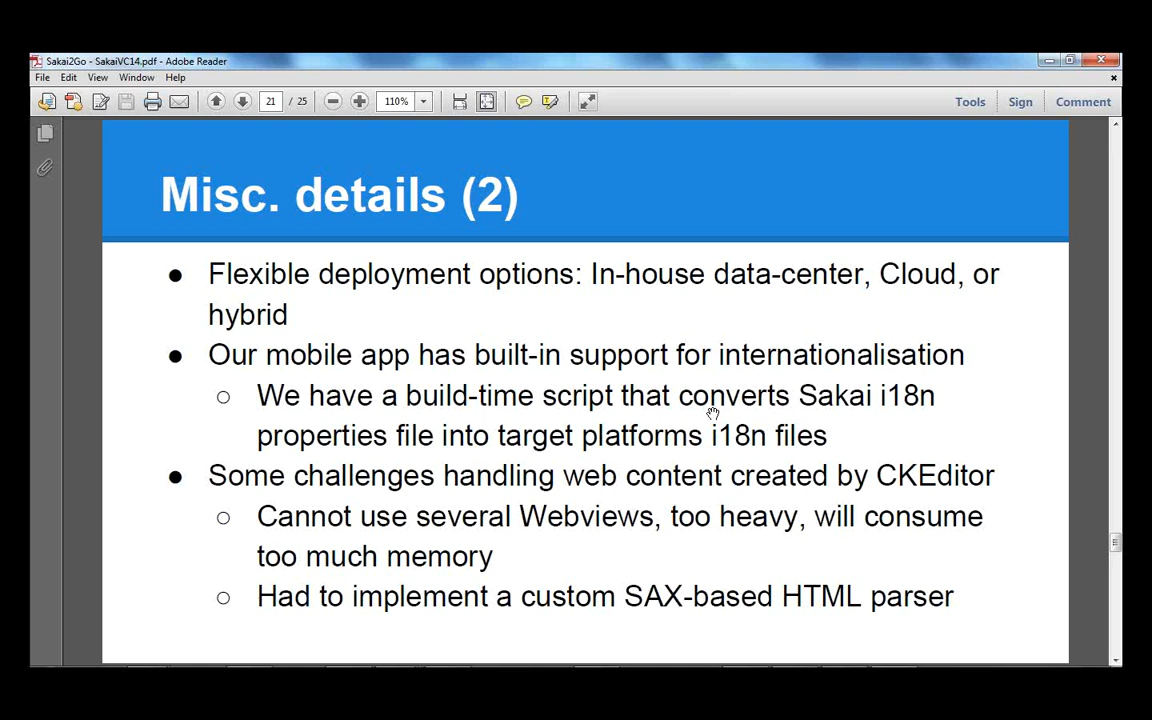 Sakai2Go - SakaiVC14.pdf - Adobe Reader
File Edit View Window Help
21 / 25 110% Tools Sign Comment
Misc. details (2)
● Flexible deployment options: In-house data-center, Cloud, or
hybrid
● Our mobile app has built-in support for internationalisation
○ We have a build-time script that converts Sakai i18n
properties file into target platforms i18n files
● Some challenges handling web content created by CKEditor
○ Cannot use several Webviews, too heavy, will consume
too much memory
○ Had to implement a custom SAX-based HTML parser